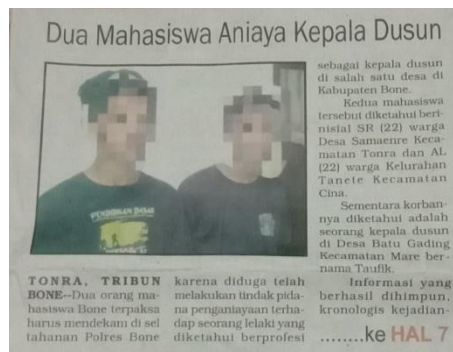 Dua Mahasiswa Aniaya Kepala Dusun
TONRA, TRIBUN
BONE--Dua orang ma-
hasiswa Bone terpaksa
harus mendekam di sel
tahanan Polres Bone
karena diduga telah
melakukan tindak pida-
na penganiayaan terha-
dap seorang lelaki yang
diketahui berprofesi
sebagai kepala dusun
di salah satu desa di
Kabupaten Bone.
Kedua mahasiswa
tersebut diketahui beri-
nisial SR (22) warga
Desa Samaenre Keca-
matan Tonra dan AL
(22) warga Kelurahan
Tanete Kecamatan
Cina.
Sementara korban-
nya diketahui adalah
seorang kepala dusun
di Desa Batu Gading
Kecamatan Mare ber-
nama Taufik.
Informasi yang
berhasil dihimpun,
kronologis kejadian-
........ke HAL 7